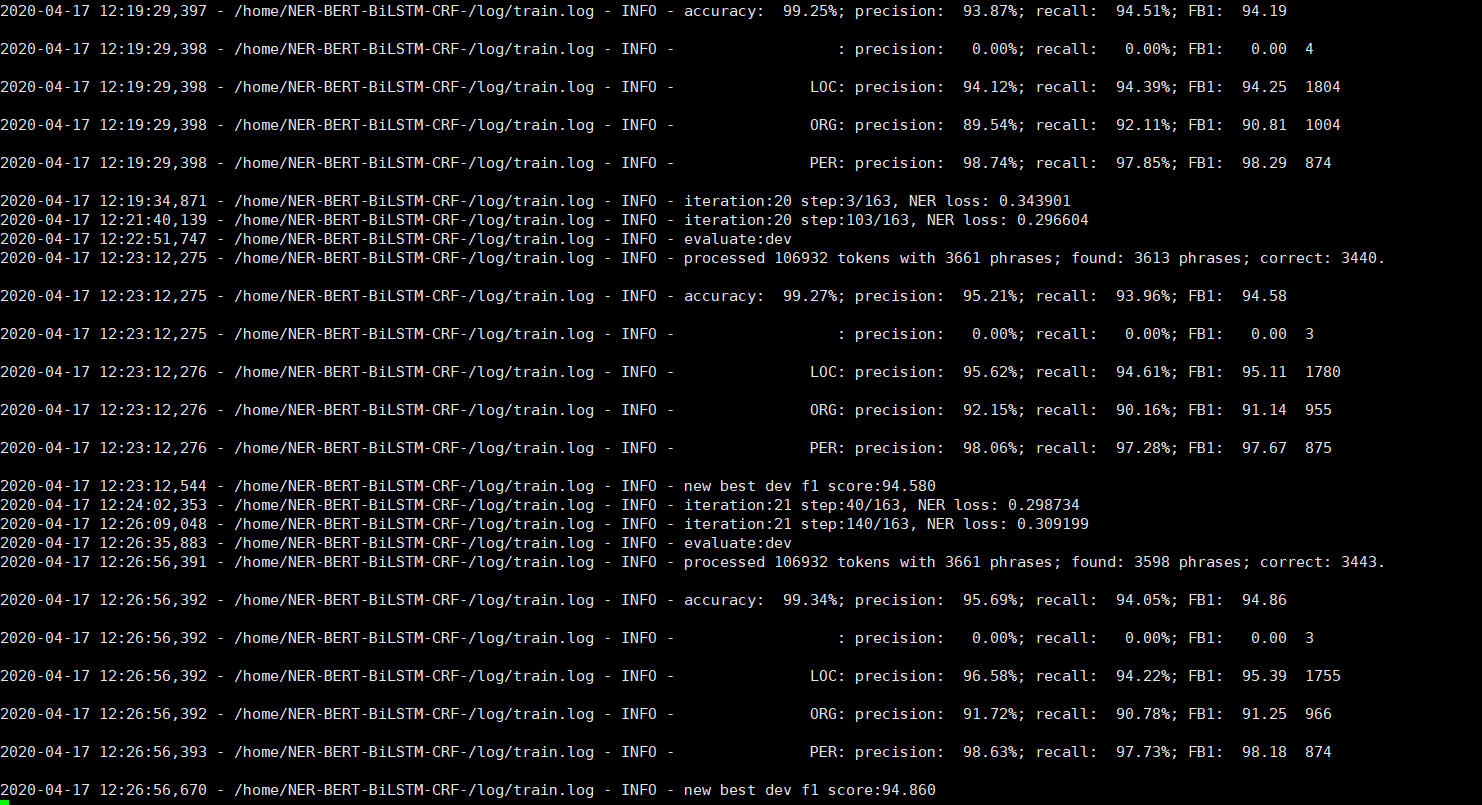 2020-04-17 12:19:29,397 - /home/NER-BERT-BiLSTM-CRF-/log/train.log - INFO - accuracy:  99.25%; precision:  93.87%; recall:  94.51%; FB1:  94.19
2020-04-17 12:19:29,398 - /home/NER-BERT-BiLSTM-CRF-/log/train.log - INFO -                  : precision:   0.00%; recall:   0.00%; FB1:   0.00  4
2020-04-17 12:19:29,398 - /home/NER-BERT-BiLSTM-CRF-/log/train.log - INFO -               LOC: precision:  94.12%; recall:  94.39%; FB1:  94.25  1804
2020-04-17 12:19:29,398 - /home/NER-BERT-BiLSTM-CRF-/log/train.log - INFO -               ORG: precision:  89.54%; recall:  92.11%; FB1:  90.81  1004
2020-04-17 12:19:29,398 - /home/NER-BERT-BiLSTM-CRF-/log/train.log - INFO -               PER: precision:  98.74%; recall:  97.85%; FB1:  98.29  874
2020-04-17 12:19:34,871 - /home/NER-BERT-BiLSTM-CRF-/log/train.log - INFO - iteration:20 step:3/163, NER loss: 0.343901
2020-04-17 12:21:40,139 - /home/NER-BERT-BiLSTM-CRF-/log/train.log - INFO - iteration:20 step:103/163, NER loss: 0.296604
2020-04-17 12:22:51,747 - /home/NER-BERT-BiLSTM-CRF-/log/train.log - INFO - evaluate:dev
2020-04-17 12:23:12,275 - /home/NER-BERT-BiLSTM-CRF-/log/train.log - INFO - processed 106932 tokens with 3661 phrases; found: 3613 phrases; correct: 3440.
2020-04-17 12:23:12,275 - /home/NER-BERT-BiLSTM-CRF-/log/train.log - INFO - accuracy:  99.27%; precision:  95.21%; recall:  93.96%; FB1:  94.58
2020-04-17 12:23:12,275 - /home/NER-BERT-BiLSTM-CRF-/log/train.log - INFO -                  : precision:   0.00%; recall:   0.00%; FB1:   0.00  3
2020-04-17 12:23:12,276 - /home/NER-BERT-BiLSTM-CRF-/log/train.log - INFO -               LOC: precision:  95.62%; recall:  94.61%; FB1:  95.11  1780
2020-04-17 12:23:12,276 - /home/NER-BERT-BiLSTM-CRF-/log/train.log - INFO -               ORG: precision:  92.15%; recall:  90.16%; FB1:  91.14  955
2020-04-17 12:23:12,276 - /home/NER-BERT-BiLSTM-CRF-/log/train.log - INFO -               PER: precision:  98.06%; recall:  97.28%; FB1:  97.67  875
2020-04-17 12:23:12,544 - /home/NER-BERT-BiLSTM-CRF-/log/train.log - INFO - new best dev f1 score:94.580
2020-04-17 12:24:02,353 - /home/NER-BERT-BiLSTM-CRF-/log/train.log - INFO - iteration:21 step:40/163, NER loss: 0.298734
2020-04-17 12:26:09,048 - /home/NER-BERT-BiLSTM-CRF-/log/train.log - INFO - iteration:21 step:140/163, NER loss: 0.309199
2020-04-17 12:26:35,883 - /home/NER-BERT-BiLSTM-CRF-/log/train.log - INFO - evaluate:dev
2020-04-17 12:26:56,391 - /home/NER-BERT-BiLSTM-CRF-/log/train.log - INFO - processed 106932 tokens with 3661 phrases; found: 3598 phrases; correct: 3443.
2020-04-17 12:26:56,392 - /home/NER-BERT-BiLSTM-CRF-/log/train.log - INFO - accuracy:  99.34%; precision:  95.69%; recall:  94.05%; FB1:  94.86
2020-04-17 12:26:56,392 - /home/NER-BERT-BiLSTM-CRF-/log/train.log - INFO -                  : precision:   0.00%; recall:   0.00%; FB1:   0.00  3
2020-04-17 12:26:56,392 - /home/NER-BERT-BiLSTM-CRF-/log/train.log - INFO -               LOC: precision:  96.58%; recall:  94.22%; FB1:  95.39  1755
2020-04-17 12:26:56,392 - /home/NER-BERT-BiLSTM-CRF-/log/train.log - INFO -               ORG: precision:  91.72%; recall:  90.78%; FB1:  91.25  966
2020-04-17 12:26:56,393 - /home/NER-BERT-BiLSTM-CRF-/log/train.log - INFO -               PER: precision:  98.63%; recall:  97.73%; FB1:  98.18  874
2020-04-17 12:26:56,670 - /home/NER-BERT-BiLSTM-CRF-/log/train.log - INFO - new best dev f1 score:94.860